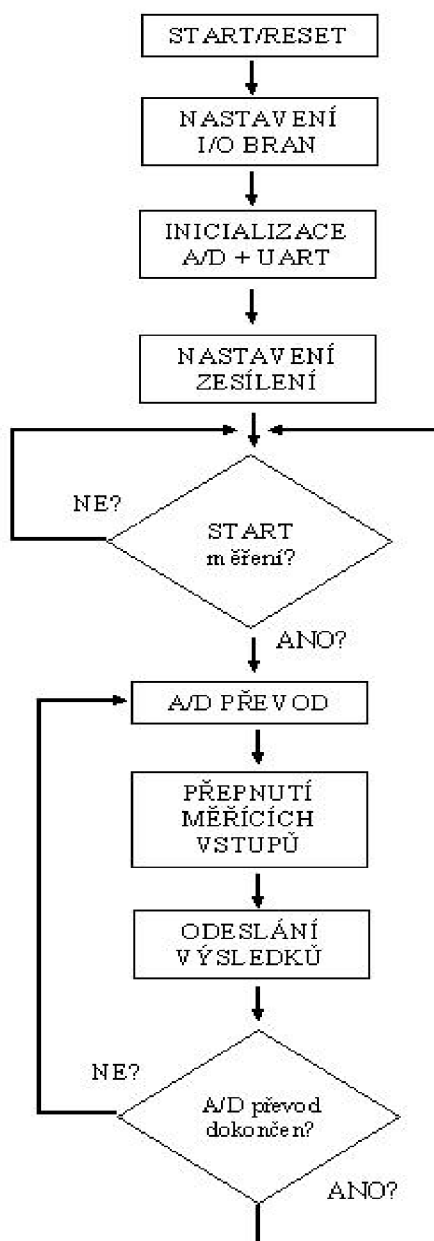 START/RESET
NASTAVENÍ
I/O BRAN
INICIALIZACE
A/D + UART
NASTAVENÍ
ZESÍLENÍ
NE?
START
měření?
ANO?
A/D PŘEVOD
PŘEPNUTÍ
MĚŘÍCÍCH
VSTUPŮ
ODESLÁNÍ
VÝSLEDKŮ
NE?
A/D převod
dokončen?
ANO?